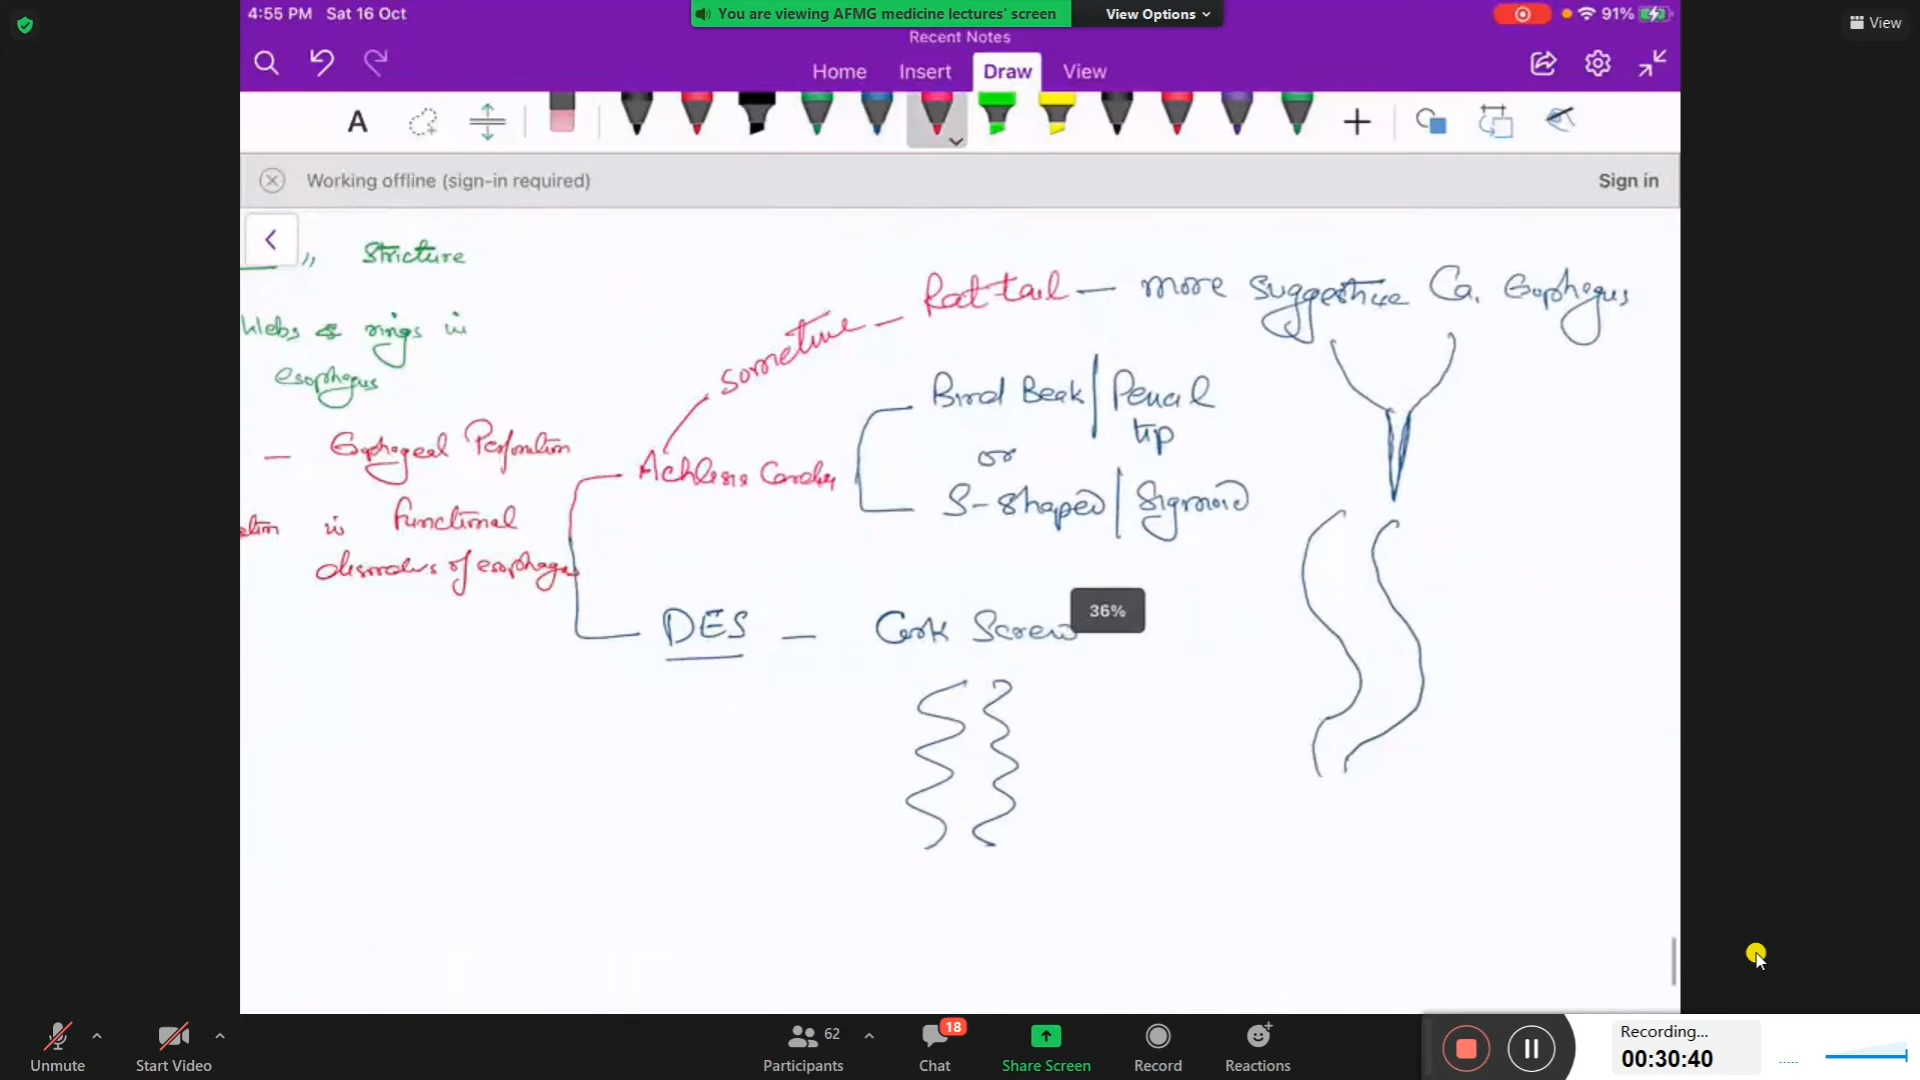 4:55 PM Sat 16 Oct
You are viewing AFMG medicine lectures' screen
View Options
91%
View
Recent Notes
Home Insert Draw View
A
Working offline (sign-in required)
Sign in
,, Stricture
Rat tail — more suggestive Ca. Esophagus
sometime —
rings in
esophagus
Bird Beak | Pencil
tip
or
— Esophageal Perforation
S-shaped | Sigmoid
is functional
disorders of esophagus
DES — Cork Screw
36%
Unmute
Start Video
Participants
62
Chat
18
Share Screen
Record
Reactions
Recording...
00:30:40